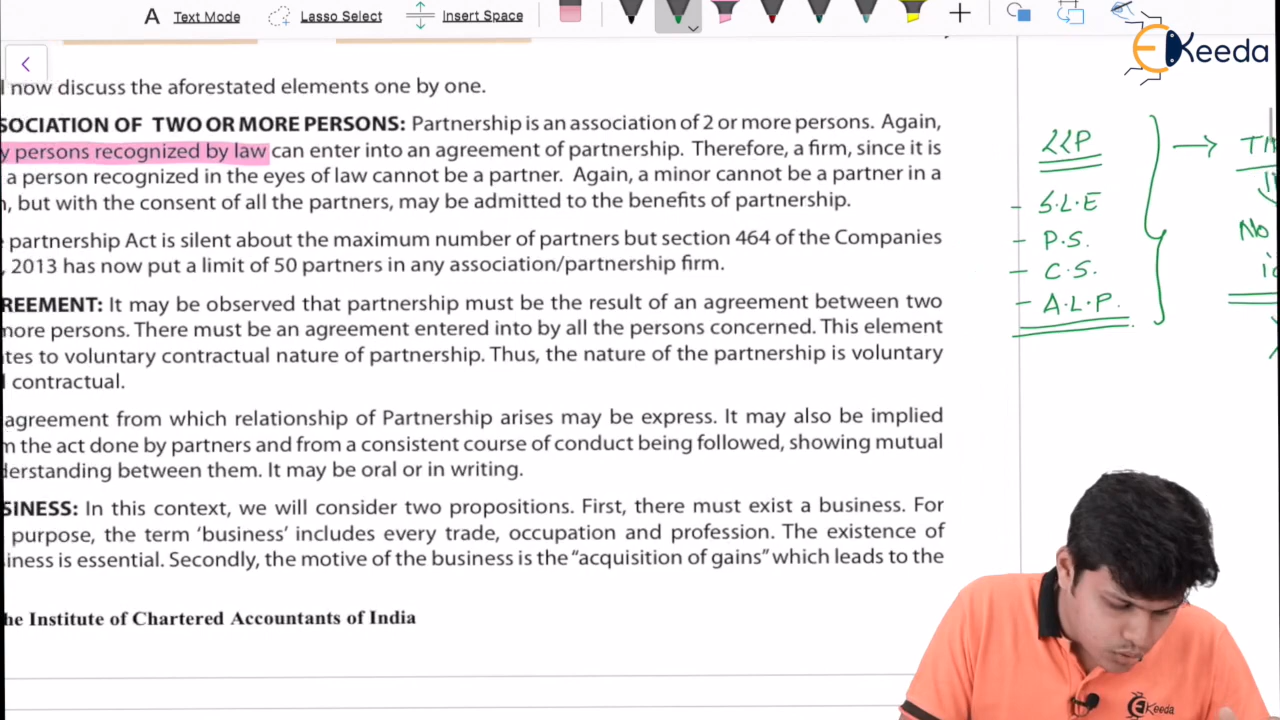 Text Mode
Lasso Select
Insert Space
Keeda
l now discuss the aforestated elements one by one.
SOCIATION OF TWO OR MORE PERSONS: Partnership is an association of 2 or more persons. Again,
y persons recognized by law can enter into an agreement of partnership. Therefore, a firm, since it is
a person recognized in the eyes of law cannot be a partner. Again, a minor cannot be a partner in a
, but with the consent of all the partners, may be admitted to the benefits of partnership.
partnership Act is silent about the maximum number of partners but section 464 of the Companies
, 2013 has now put a limit of 50 partners in any association/partnership firm.
REEMENT: It may be observed that partnership must be the result of an agreement between two
more persons. There must be an agreement entered into by all the persons concerned. This element
tes to voluntary contractual nature of partnership. Thus, the nature of the partnership is voluntary
contractual.
agreement from which relationship of Partnership arises may be express. It may also be implied
m the act done by partners and from a consistent course of conduct being followed, showing mutual
derstanding between them. It may be oral or in writing.
SINESS: In this context, we will consider two propositions. First, there must exist a business. For
purpose, the term ‘business’ includes every trade, occupation and profession. The existence of
iness is essential. Secondly, the motive of the business is the “acquisition of gains” which leads to the
he Institute of Chartered Accountants of India
LLP
- S.L.E
- P.S.
- C.S.
- A.L.P.
No
Keeda